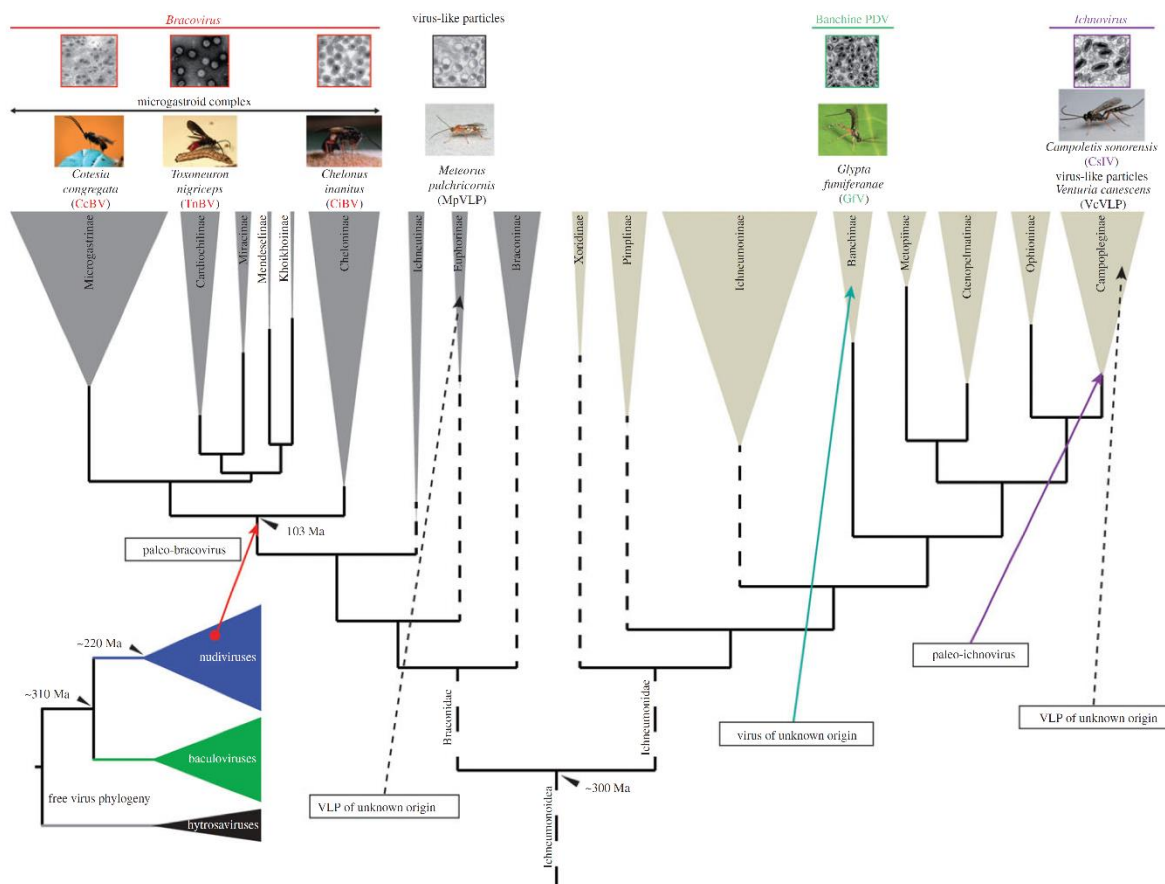 Bracovirus
virus-like particles
Banchine PDV
Ichnovirus
microgastroid complex
Cotesia
congregata
(CcBV)
Toxoneuron
nigriceps
(TnBV)
Chelonus
inanitus
(CiBV)
Meteorus
pulchricornis
(MpVLP)
Glypta
fumiferanae
(GfV)
Campoletis sonorensis
(CsIV)
virus-like particles
Venturia canescens
(VcVLP)
Microgastrinae
Cardiochilinae
Miracinae
Mendesellinae
Khoikhoiinae
Cheloninae
Ichneutinae
Euphorinae
Braconinae
Xoridinae
Pimplinae
Ichneumoninae
Banchinae
Metopiinae
Ctenopelmatinae
Ophioninae
Campopleginae
103 Ma
paleo-bracovirus
~220 Ma
nudiviruses
~310 Ma
baculoviruses
free virus phylogeny
hytrosaviruses
VLP of unknown origin
Braconidae
Ichneumonidae
~300 Ma
Ichneumonoidea
virus of unknown origin
paleo-ichnovirus
VLP of unknown origin